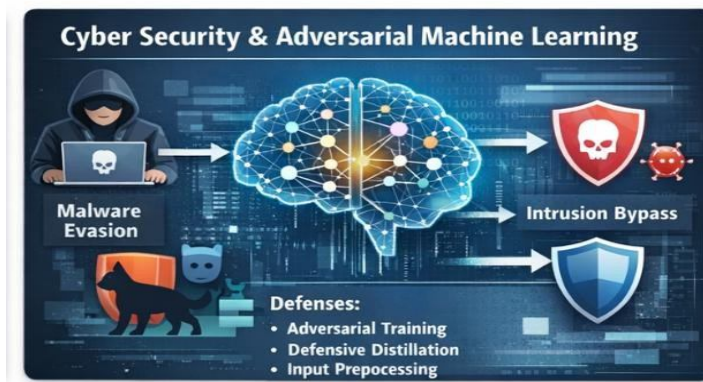 Cyber Security & Adversarial Machine Learning
Malware
Evasion
Intrusion Bypass
Defenses:
• Adversarial Training
• Defensive Distillation
• Input Prepocessing